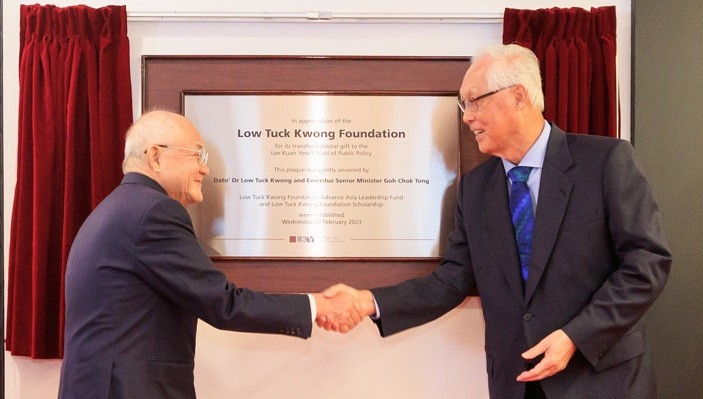 In appreciation of the
Low Tuck Kwong Foundation
for its transformational gift to the
Lee Kuan Yew School of Public Policy
This plaque was jointly unveiled by
Dato' Dr Low Tuck Kwong and Emeritus Senior Minister Goh Chok Tong
Low Tuck Kwong Foundation Advance Asia Leadership Fund
and Low Tuck Kwong Foundation Scholarship
were established
Wednesday 22 February 2023
LKY